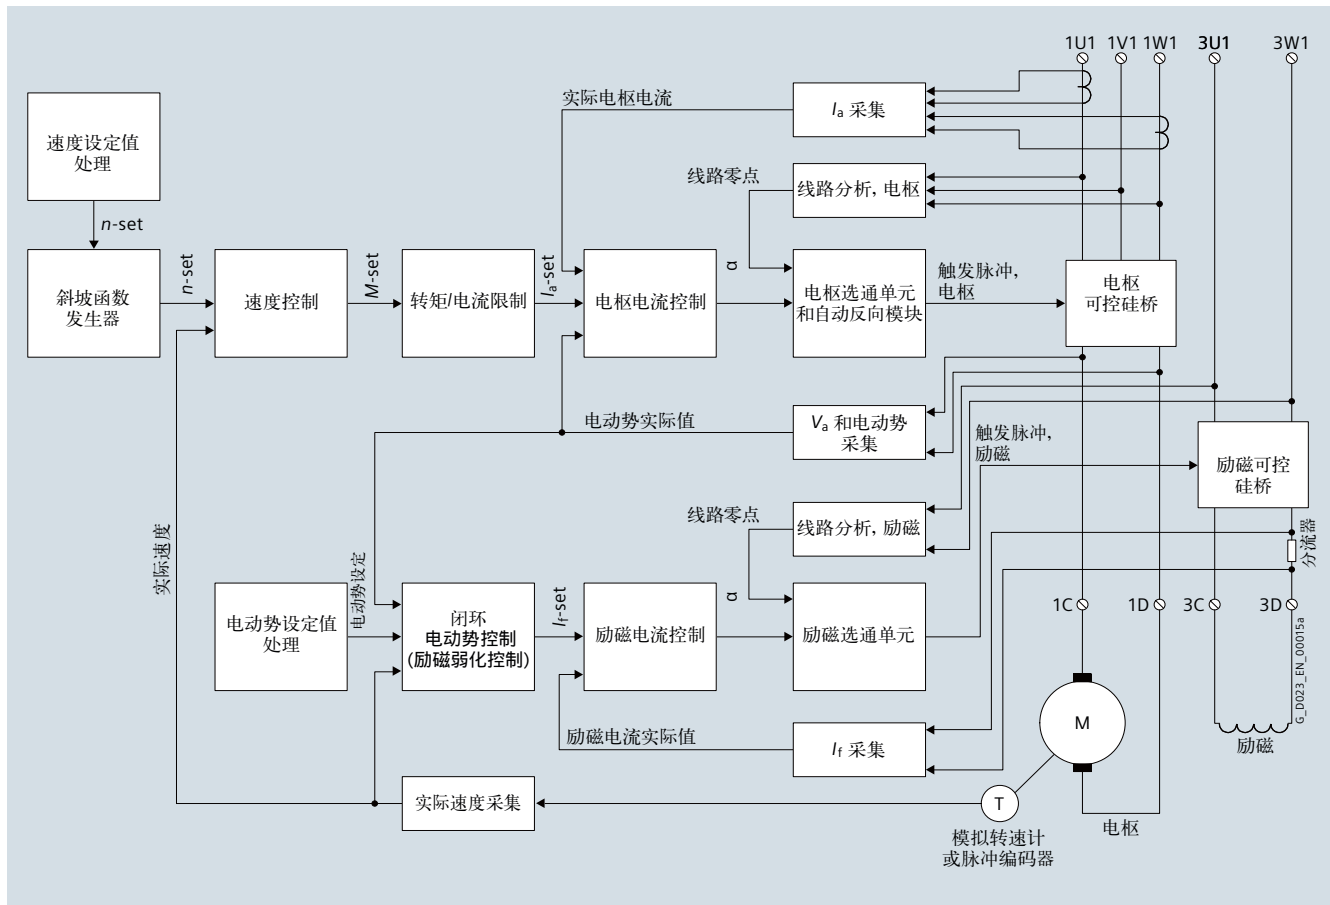 1U1
1V1
1W1
3U1
3W1
实际电枢电流
Ia 采集
速度设定值
处理
线路零点
线路分析, 电枢
n-set
斜坡函数
发生器
n-set
速度控制
M-set
转矩/电流限制
Ia-set
电枢电流控制
α
电枢选通单元
和自动反向模块
触发脉冲,
电枢
电枢
可控硅桥
电动势实际值
Va 和电动势
采集
触发脉冲,
励磁
励磁可控
硅桥
线路零点
线路分析, 励磁
分流器
实际速度
电动势设定值
处理
电动势设定
闭环
电动势控制
(励磁弱化控制)
If-set
励磁电流控制
α
励磁选通单元
1C
1D
3C
3D
G_D023_EN_00015a
M
励磁电流实际值
If 采集
励磁
实际速度采集
T
电枢
模拟转速计
或脉冲编码器